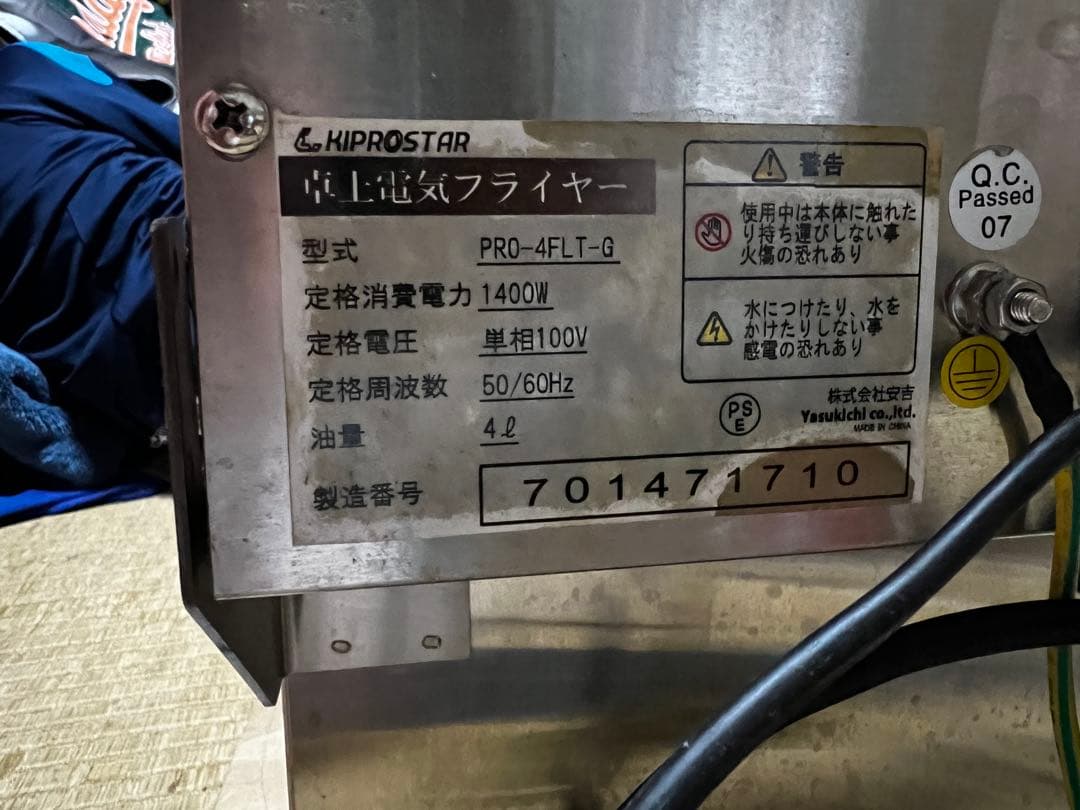 KIPROSTAR
卓上電気フライヤー
型式 PRO-4FLT-G
定格消費電力 1400W
定格電圧 単相100V
定格周波数 50/60Hz
油量 4ℓ
製造番号 701471710
警告
使用中は本体に触れた
り持ち運びしない事
火傷の恐れあり
水につけたり、水を
かけたりしない事
感電の恐れあり
PS
E
株式会社安吉
Yasukichi co.,ltd.
MADE IN CHINA
Q.C.
Passed
07